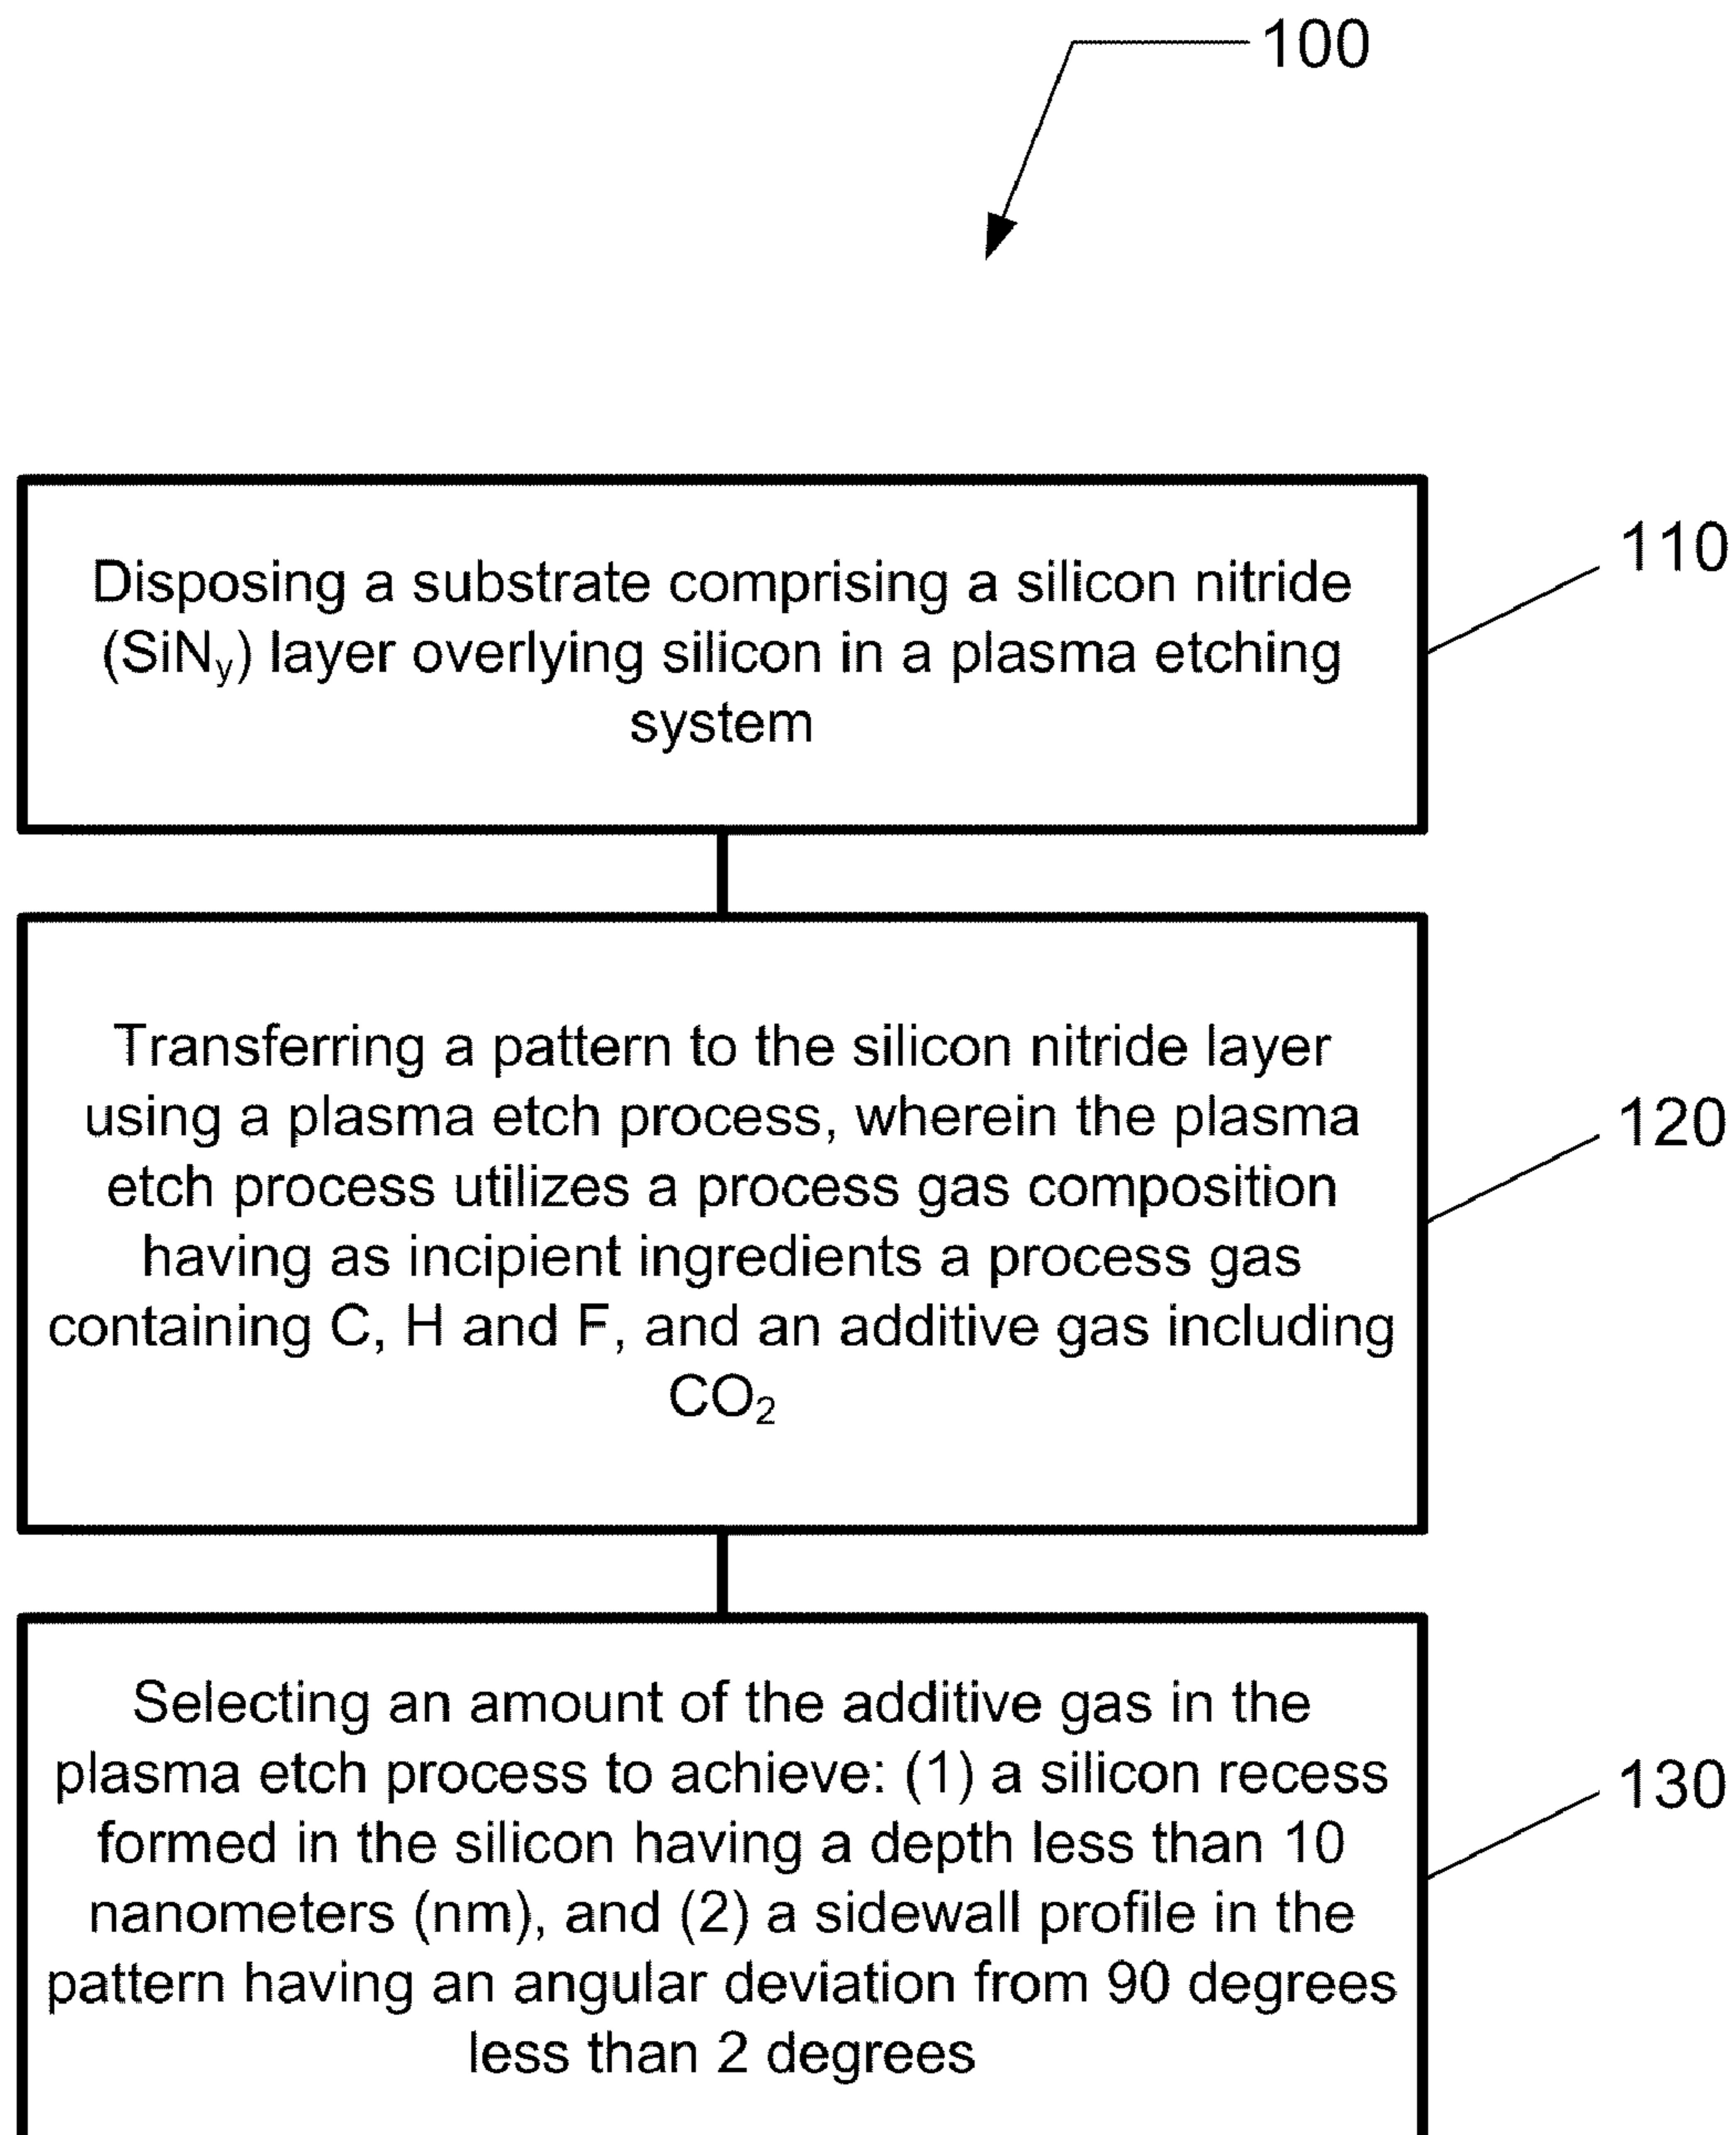 100
Disposing a substrate comprising a silicon nitride
(SiNy) layer overlying silicon in a plasma etching
system
110
Transferring a pattern to the silicon nitride layer
using a plasma etch process, wherein the plasma
etch process utilizes a process gas composition
having as incipient ingredients a process gas
containing C, H and F, and an additive gas including
CO₂
120
Selecting an amount of the additive gas in the
plasma etch process to achieve: (1) a silicon recess
formed in the silicon having a depth less than 10
nanometers (nm), and (2) a sidewall profile in the
pattern having an angular deviation from 90 degrees
less than 2 degrees
130